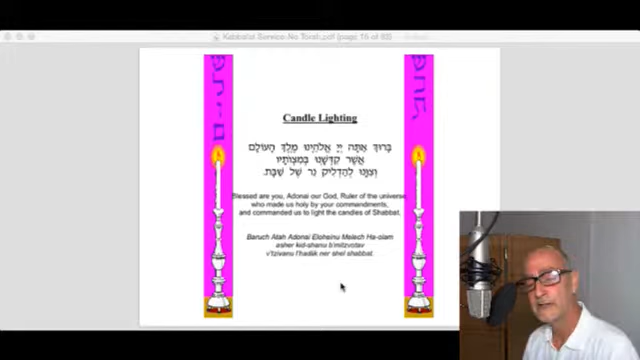 Kabbalat Service:No Torah.pdf (page 16 of 93)
Candle Lighting
בָּרוּךְ אַתָּה יְיָ אֱלֹהֵינוּ מֶלֶךְ הָעוֹלָם
אֲשֶׁר קִדְּשָׁנוּ בְּמִצְוֹתָיו
וְצִוָּנוּ לְהַדְלִיק נֵר שֶׁל שַׁבָּת.
Blessed are you, Adonai our God, Ruler of the universe,
who made us holy by your commandments,
and commanded us to light the candles of Shabbat.
Baruch Atah Adonai Eloheinu Melech Ha-olam
asher kid-shanu b'mitzvotav
v'tzivanu l'hadlik ner shel shabbat.